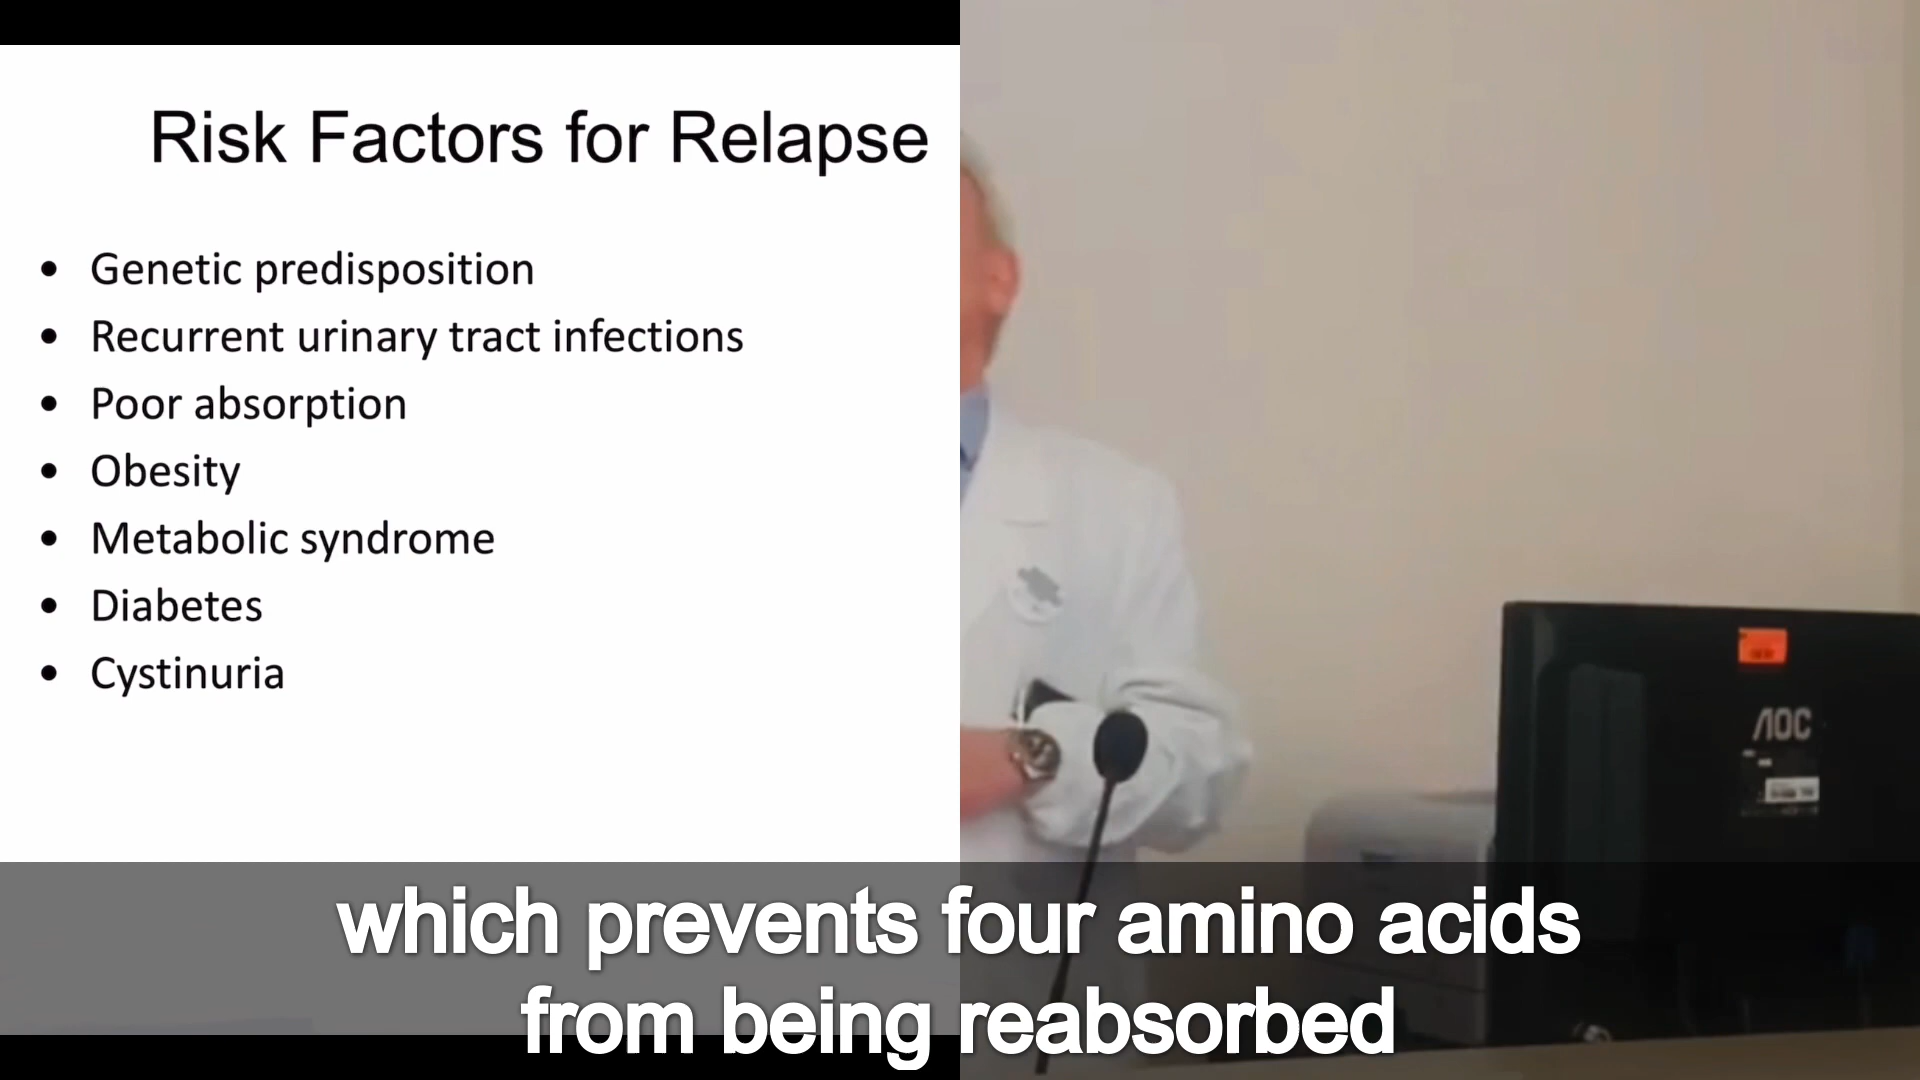 Risk Factors for Relapse
• Genetic predisposition
• Recurrent urinary tract infections
• Poor absorption
• Obesity
• Metabolic syndrome
• Diabetes
• Cystinuria
AOC
which prevents four amino acids
from being reabsorbed